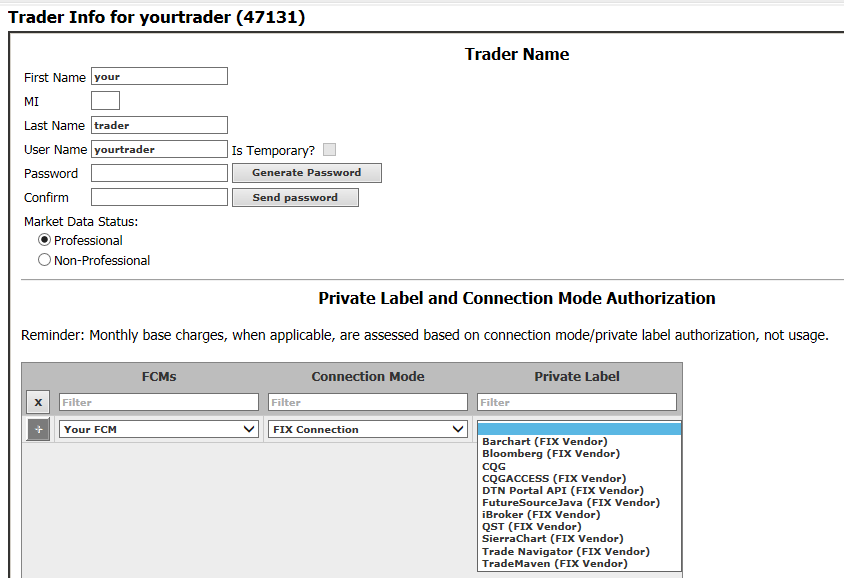 Trader Info for yourtrader (47131)
Trader Name
First Name your
MI
Last Name trader
User Name yourtrader Is Temporary?
Password Generate Password
Confirm Send password
Market Data Status:
Professional
Non-Professional
Private Label and Connection Mode Authorization
Reminder: Monthly base charges, when applicable, are assessed based on connection mode/private label authorization, not usage.
FCMs Connection Mode Private Label
x Filter Filter Filter
+ Your FCM FIX Connection
Barchart (FIX Vendor)
Bloomberg (FIX Vendor)
CQG
CQGACCESS (FIX Vendor)
DTN Portal API (FIX Vendor)
FutureSourceJava (FIX Vendor)
iBroker (FIX Vendor)
QST (FIX Vendor)
SierraChart (FIX Vendor)
Trade Navigator (FIX Vendor)
TradeMaven (FIX Vendor)